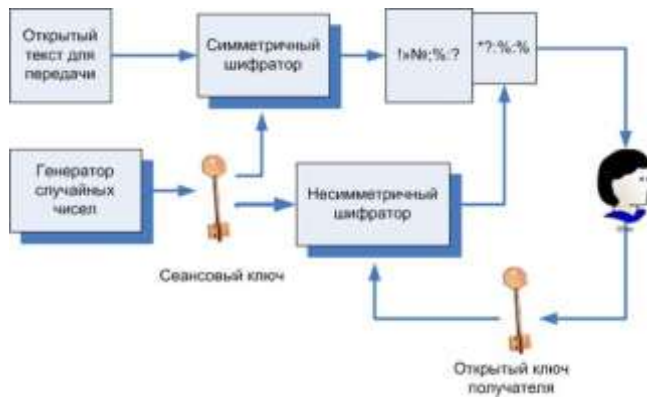 Открытый
текст для
передачи
Симметричный
шифратор
!»№;%:?
*?:%:%
Генератор
случайных
чисел
Несимметричный
шифратор
Сеансовый ключ
Открытый ключ
получателя